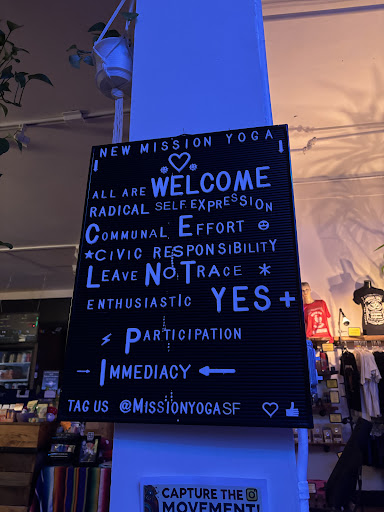 NEW MISSION YOGA
ALL ARE WELCOME
RADICAL SELF EXPRESSION
COMMUNAL EFFORT
CIVIC RESPONSIBILITY
LEAVE NO TRACE
ENTHUSIASTIC YES+
PARTICIPATION
IMMEDIACY
TAG US @MISSIONYOGASF
CAPTURE THE
MOVEMENT!